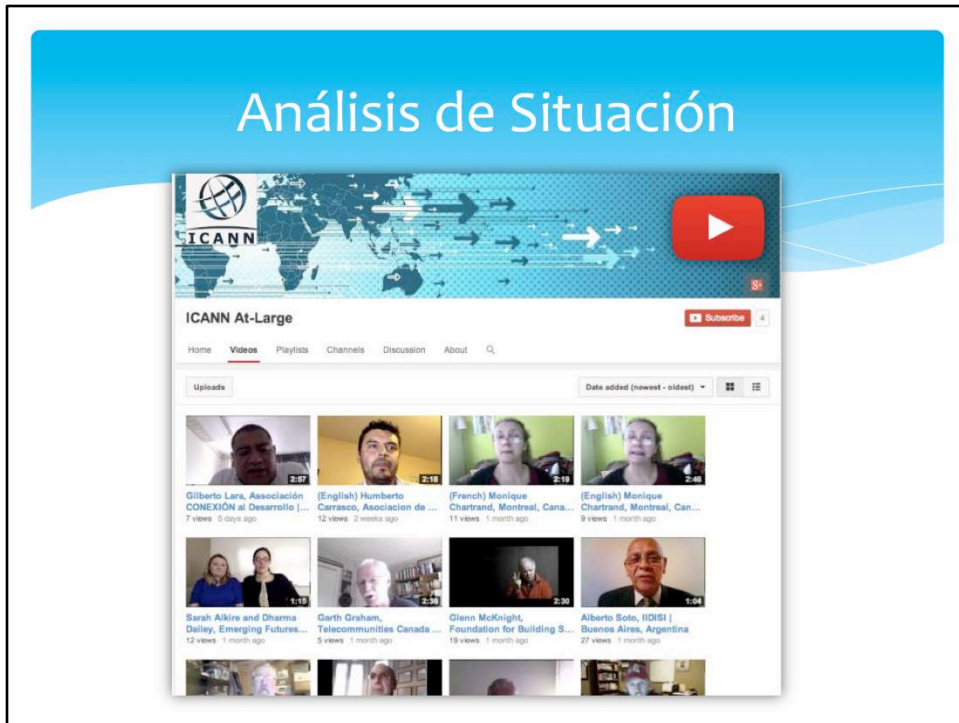 Análisis de Situación
ICANN
g+
ICANN At-Large
Subscribe 4
Home Videos Playlists Channels Discussion About
Uploads
Date added (newest - oldest)
2:57
2:18
2:19
2:46
Gilberto Lara, Associación
CONEXIÓN al Desarrollo |...
7 views 5 days ago
(English) Humberto
Carrasco, Asociacion de ...
12 views 2 weeks ago
(French) Monique
Chartrand, Montreal, Cana...
11 views 1 month ago
(English) Monique
Chartrand, Montreal, Can...
9 views 1 month ago
1:15
2:38
2:30
1:04
Sarah Alkire and Dharma
Dailey, Emerging Futures...
12 views 1 month ago
Garth Graham,
Telecommunities Canada ...
5 views 1 month ago
Glenn McKnight,
Foundation for Building S...
19 views 1 month ago
Alberto Soto, IIDISI |
Buenos Aires, Argentina
27 views 1 month ago